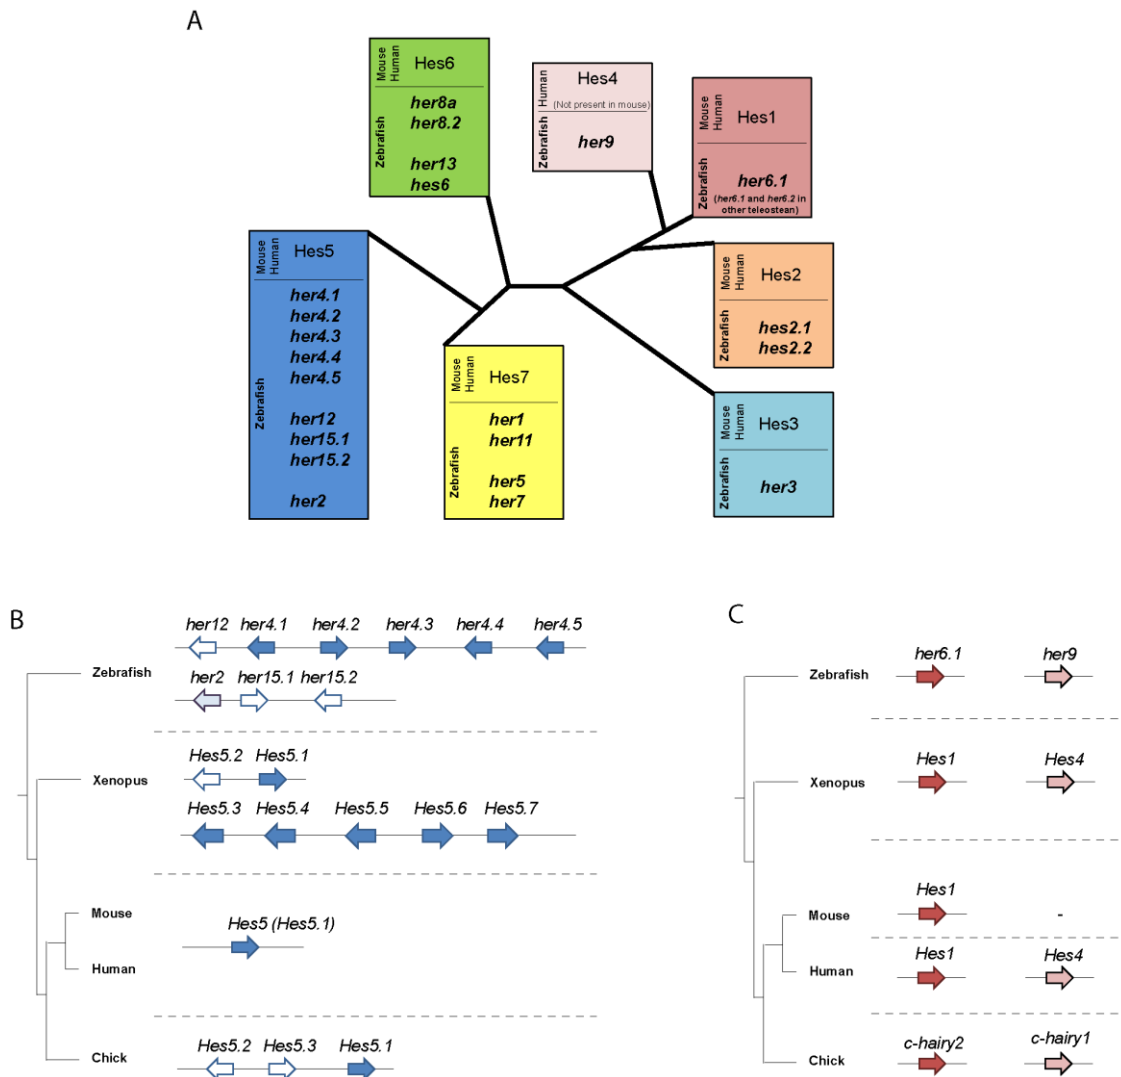 A
Mouse
Human
Hes6
Zebrafish
her8a
her8.2
her13
hes6
Human
Hes4
(Not present in mouse)
Zebrafish
her9
Mouse
Human
Hes1
Zebrafish
her6.1
(her6.1 and her6.2 in
other teleostean)
Mouse
Human
Hes5
Zebrafish
her4.1
her4.2
her4.3
her4.4
her4.5
her12
her15.1
her15.2
her2
Mouse
Human
Hes7
Zebrafish
her1
her11
her5
her7
Mouse
Human
Hes2
Zebrafish
hes2.1
hes2.2
Mouse
Human
Hes3
Zebrafish
her3
B
her12 her4.1 her4.2 her4.3 her4.4 her4.5
Zebrafish
her2 her15.1 her15.2
Hes5.2 Hes5.1
Xenopus
Hes5.3 Hes5.4 Hes5.5 Hes5.6 Hes5.7
Mouse
Hes5 (Hes5.1)
Human
Hes5.2 Hes5.3 Hes5.1
Chick
C
her6.1 her9
Zebrafish
Hes1 Hes4
Xenopus
Hes1
Mouse -
Hes1 Hes4
Human
c-hairy2 c-hairy1
Chick